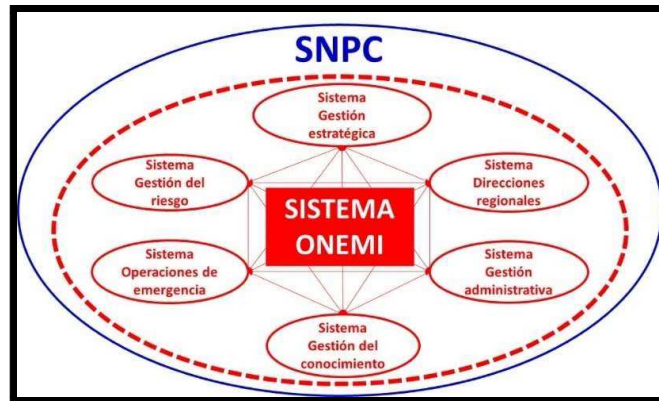 SNPC
Sistema
Gestión
estratégica
Sistema
Gestión del
riesgo
Sistema
Direcciones
regionales
SISTEMA
ONEMI
Sistema
Operaciones de
emergencia
Sistema
Gestión
administrativa
Sistema
Gestión del
conocimiento